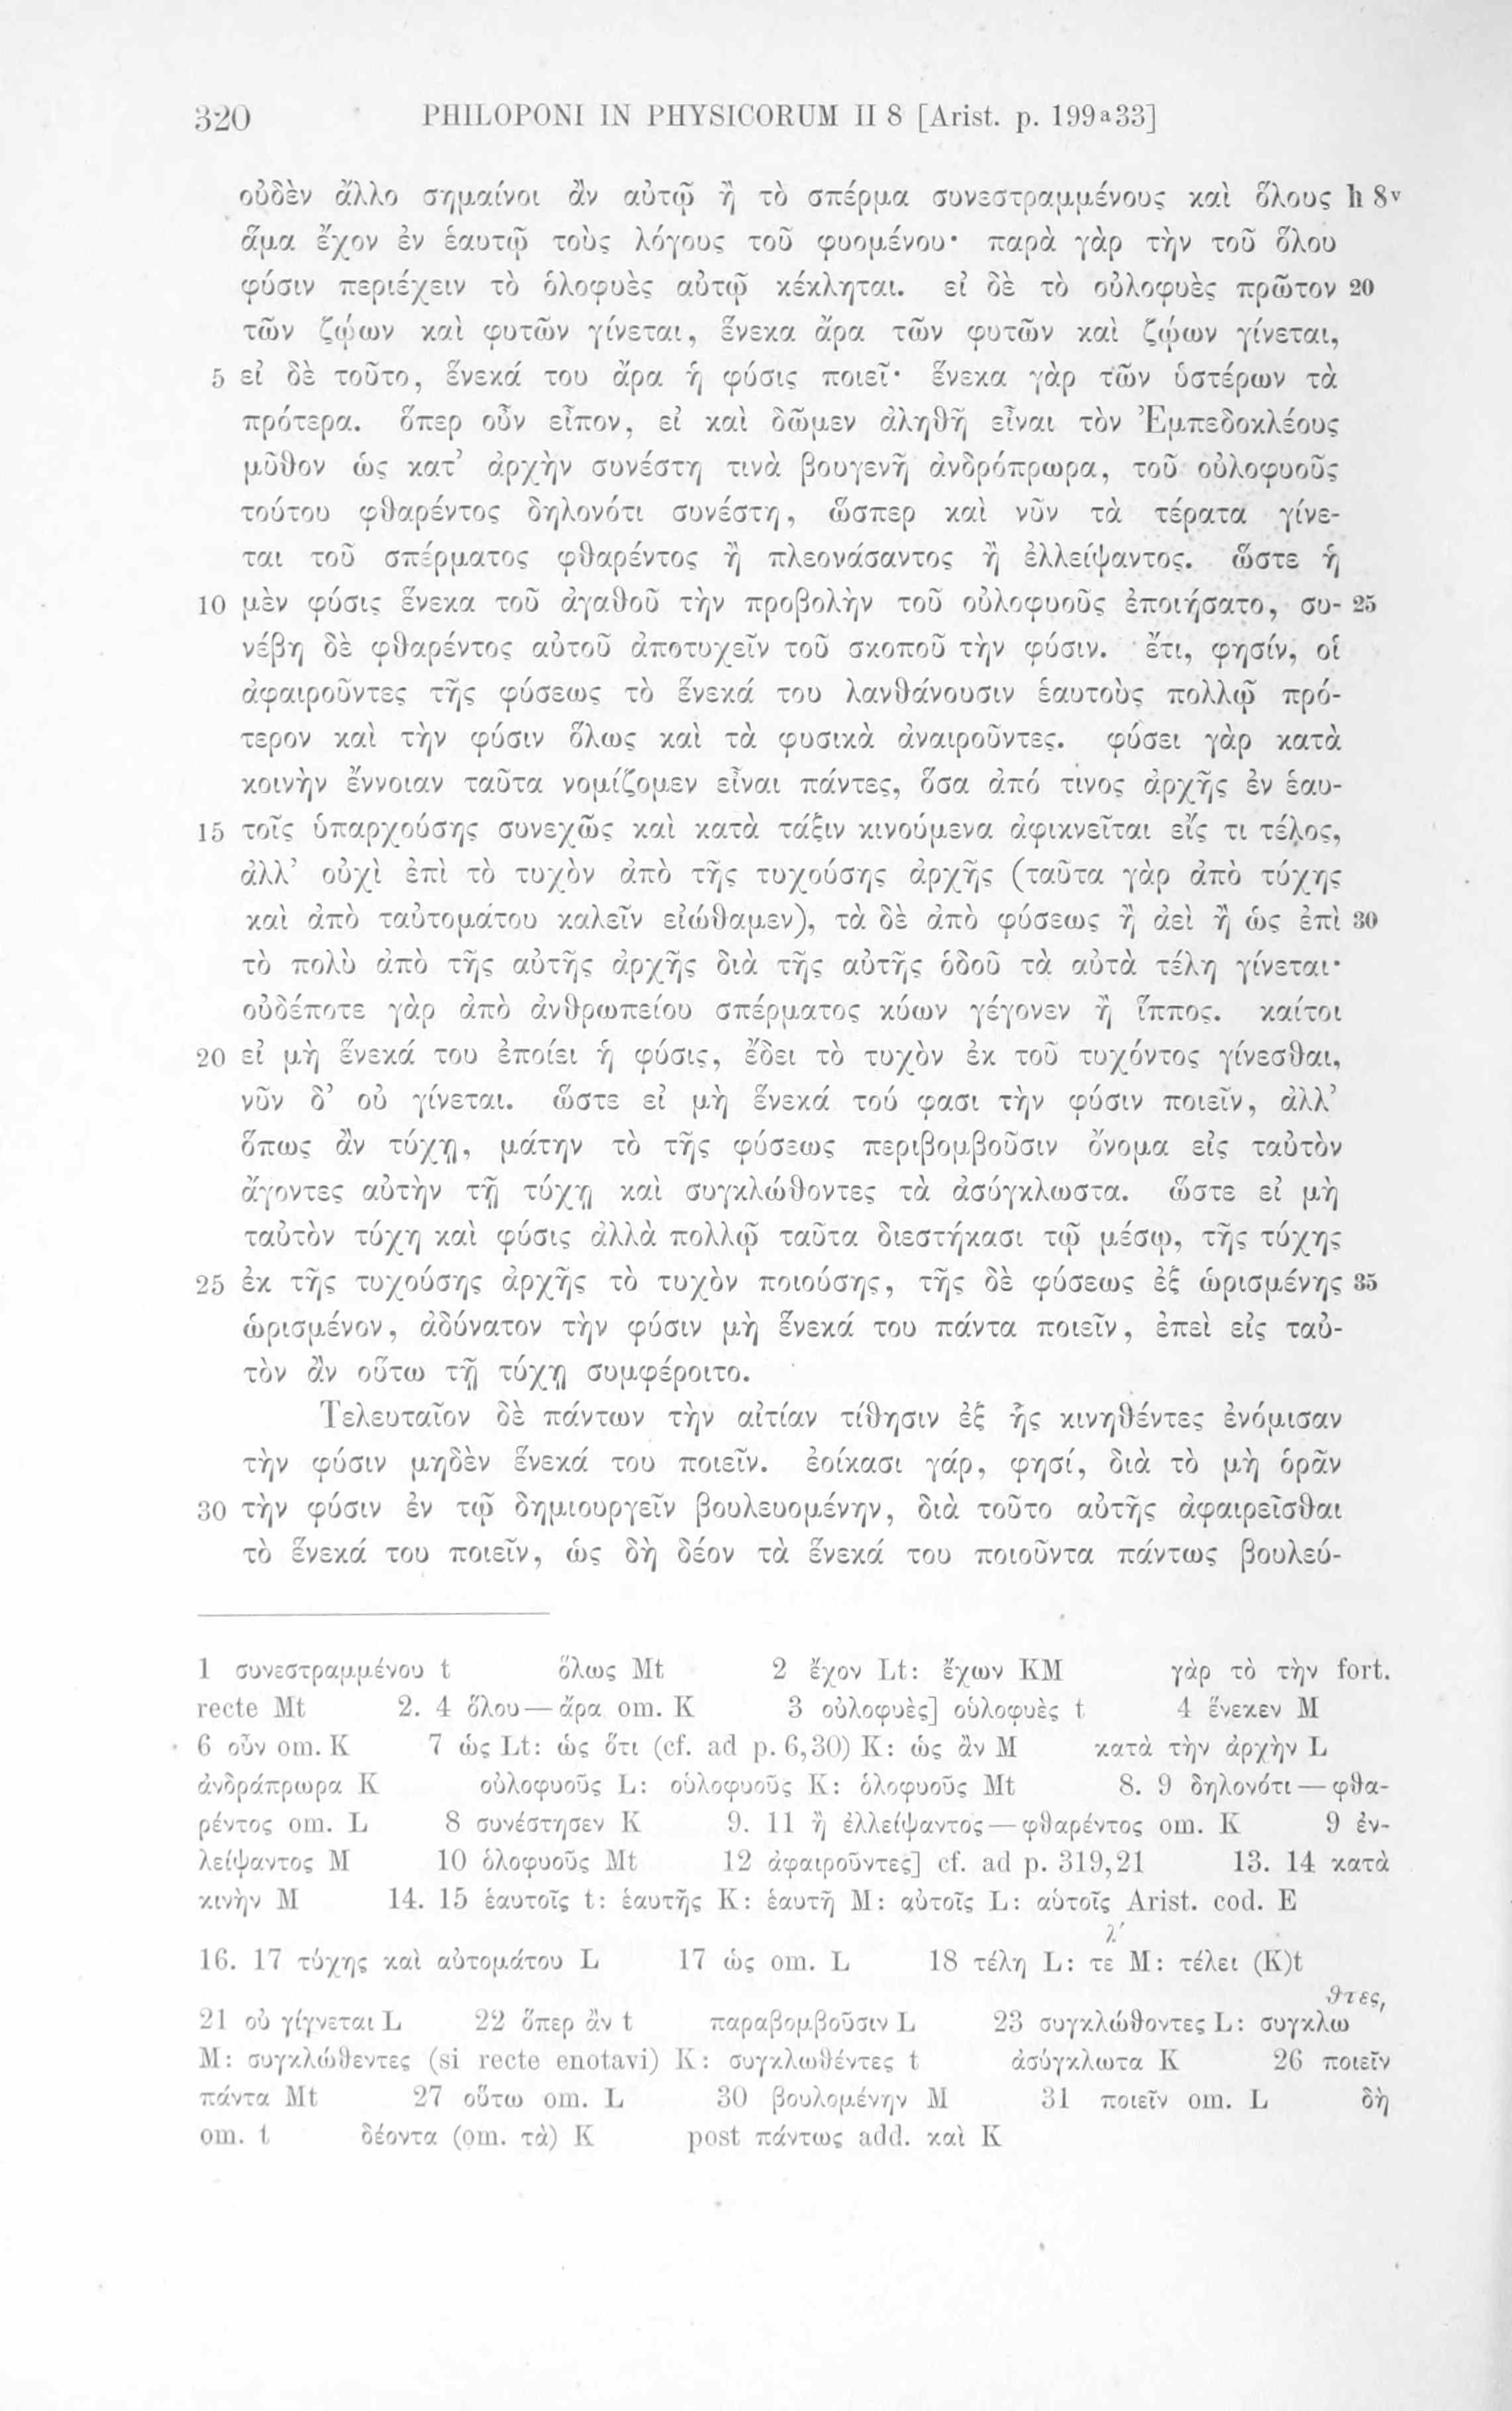 320 PHILOPONI IN PHYSICORUM II 8 [Arist. p. 199a33]
οὐδὲν ἄλλο σημαίνοι ἂν αὐτῷ ἢ τὸ σπέρμα συνεστραμμένους καὶ ὅλους h 8v
ἅμα ἔχον ἐν ἑαυτῷ τοὺς λόγους τοῦ φυομένου· παρὰ γὰρ τὴν τοῦ ὅλου
φύσιν περιέχειν τὸ ὁλοφυὲς αὐτῷ κέκληται. εἰ δὲ τὸ οὐλοφυὲς πρῶτον 20
τῶν ζῴων καὶ φυτῶν γίνεται, ἕνεκα ἄρα τῶν φυτῶν καὶ ζῴων γίνεται,
5 εἰ δὲ τοῦτο, ἕνεκά του ἄρα ἡ φύσις ποιεῖ· ἕνεκα γὰρ τῶν ὑστέρων τὰ
πρότερα. ὅπερ οὖν εἶπον, εἰ καὶ δῶμεν ἀληθῆ εἶναι τὸν Ἐμπεδοκλέους
μῦθον ὡς κατ’ ἀρχὴν συνέστη τινὰ βουγενῆ ἀνδρόπρωρα, τοῦ οὐλοφυοῦς
τούτου φθαρέντος δηλονότι συνέστη, ὥσπερ καὶ νῦν τὰ τέρατα γίνε-
ται τοῦ σπέρματος φθαρέντος ἢ πλεονάσαντος ἢ ἐλλείψαντος. ὥστε ἡ
10 μὲν φύσις ἕνεκα τοῦ ἀγαθοῦ τὴν προβολὴν τοῦ οὐλοφυοῦς ἐποιήσατο, συ- 25
νέβη δὲ φθαρέντος αὐτοῦ ἀποτυχεῖν τοῦ σκοποῦ τὴν φύσιν. ἔτι, φησίν, οἱ
ἀφαιροῦντες τῆς φύσεως τὸ ἕνεκά του λανθάνουσιν ἑαυτοὺς πολλῷ πρό-
τερον καὶ τὴν φύσιν ὅλως καὶ τὰ φυσικὰ ἀναιροῦντες. φύσει γὰρ κατὰ
κοινὴν ἔννοιαν ταῦτα νομίζομεν εἶναι πάντες, ὅσα ἀπό τινος ἀρχῆς ἐν ἑαυ-
15 τοῖς ὑπαρχούσης συνεχῶς καὶ κατὰ τάξιν κινούμενα ἀφικνεῖται εἴς τι τέλος,
ἀλλ’ οὐχὶ ἐπὶ τὸ τυχὸν ἀπὸ τῆς τυχούσης ἀρχῆς (ταῦτα γὰρ ἀπὸ τύχης
καὶ ἀπὸ ταὐτομάτου καλεῖν εἰώθαμεν), τὰ δὲ ἀπὸ φύσεως ἢ ἀεὶ ἢ ὡς ἐπὶ 30
τὸ πολὺ ἀπὸ τῆς αὐτῆς ἀρχῆς διὰ τῆς αὐτῆς ὁδοῦ τὰ αὐτὰ τέλη γίνεται·
οὐδέποτε γὰρ ἀπὸ ἀνθρωπείου σπέρματος κύων γέγονεν ἢ ἵππος. καίτοι
20 εἰ μὴ ἕνεκά του ἐποίει ἡ φύσις, ἔδει τὸ τυχὸν ἐκ τοῦ τυχόντος γίνεσθαι,
νῦν δ’ οὐ γίνεται. ὥστε εἰ μὴ ἕνεκά τού φασι τὴν φύσιν ποιεῖν, ἀλλ’
ὅπως ἂν τύχῃ, μάτην τὸ τῆς φύσεως περιβομβοῦσιν ὄνομα εἰς ταὐτὸν
ἄγοντες αὐτὴν τῇ τύχῃ καὶ συγκλώθοντες τὰ ἀσύγκλωστα. ὥστε εἰ μὴ
ταὐτὸν τύχη καὶ φύσις ἀλλὰ πολλῷ ταῦτα διεστήκασι τῷ μέσῳ, τῆς τύχης
25 ἐκ τῆς τυχούσης ἀρχῆς τὸ τυχὸν ποιούσης, τῆς δὲ φύσεως ἐξ ὡρισμένης 35
ὡρισμένον, ἀδύνατον τὴν φύσιν μὴ ἕνεκά του πάντα ποιεῖν, ἐπεὶ εἰς ταὐ-
τὸν ἂν οὕτω τῇ τύχῃ συμφέροιτο.
Τελευταῖον δὲ πάντων τὴν αἰτίαν τίθησιν ἐξ ἧς κινηθέντες ἐνόμισαν
τὴν φύσιν μηδὲν ἕνεκά του ποιεῖν. ἐοίκασι γάρ, φησί, διὰ τὸ μὴ ὁρᾶν
30 τὴν φύσιν ἐν τῷ δημιουργεῖν βουλευομένην, διὰ τοῦτο αὐτῆς ἀφαιρεῖσθαι
τὸ ἕνεκά του ποιεῖν, ὡς δὴ δέον τὰ ἕνεκά του ποιοῦντα πάντως βουλεύ-
1 συνεστραμμένου t ὅλως Mt 2 ἔχον Lt: ἔχων KM γὰρ τὸ τὴν fort.
recte Mt 2. 4 ὅλου—ἄρα om. K 3 οὐλοφυὲς] οὑλοφυὲς t 4 ἕνεκεν M
6 οὖν om. K 7 ὡς Lt: ὡς ὅτι (cf. ad p. 6,30) K: ὡς ἂν M κατὰ τὴν ἀρχὴν L
ἀνδράπρωρα K οὐλοφυοῦς L: οὑλοφυοῦς K: ὁλοφυοῦς Mt 8. 9 δηλονότι—φθα-
ρέντος om. L 8 συνέστησεν K 9. 11 ἢ ἐλλείψαντος—φθαρέντος om. K 9 ἐν-
λείψαντος M 10 ὁλοφυοῦς Mt 12 ἀφαιροῦντες] cf. ad p. 319,21 13. 14 κατὰ
κινὴν M 14. 15 ἑαυτοῖς t: ἑαυτῆς K: ἑαυτῆ M: αὐτοῖς L: αὑτοῖς Arist. cod. E
16. 17 τύχης καὶ αὐτομάτου L 17 ὡς om. L 18 τέλη L: τελ́ M: τέλει (K)t
21 οὐ γίγνεται L 22 ὅπερ ἂν t παραβομβοῦσιν L 23 συγκλώθοντες L: συγκλωθτες,
M: συγκλώθεντες (si recte enotavi) K: συγκλωθέντες t ἀσύγκλωτα K 26 ποιεῖν
πάντα Mt 27 οὕτω om. L 30 βουλομένην M 31 ποιεῖν om. L δὴ
om. t δέοντα (om. τὰ) K post πάντως add. καὶ K